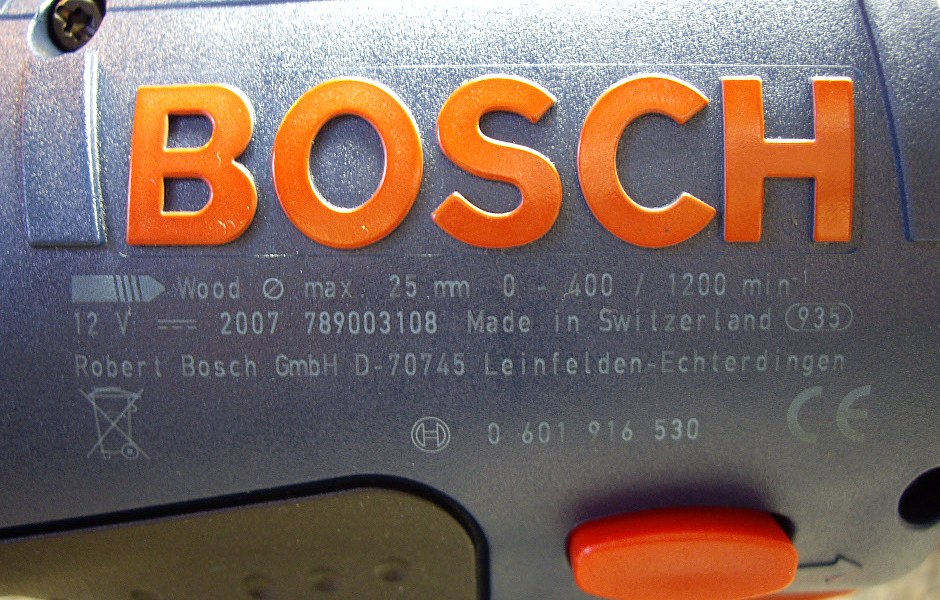 BOSCH
Wood Ø max. 25 mm 0 - 400 / 1200 min⁻¹
12 V 2007 789003108 Made in Switzerland 935
Robert Bosch GmbH D-70745 Leinfelden-Echterdingen
CE
0 601 916 530